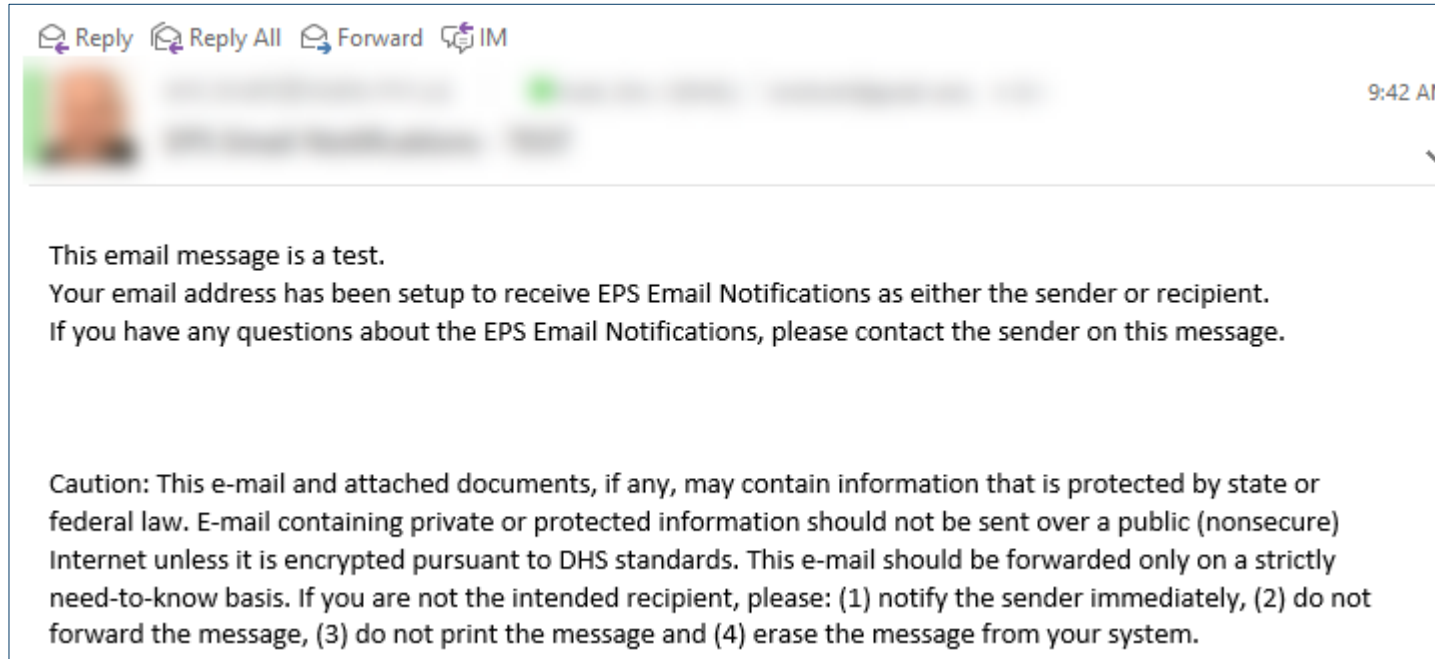 Reply Reply All Forward IM
9:42 AM
This email message is a test.
Your email address has been setup to receive EPS Email Notifications as either the sender or recipient.
If you have any questions about the EPS Email Notifications, please contact the sender on this message.
Caution: This e-mail and attached documents, if any, may contain information that is protected by state or
federal law. E-mail containing private or protected information should not be sent over a public (nonsecure)
Internet unless it is encrypted pursuant to DHS standards. This e-mail should be forwarded only on a strictly
need-to-know basis. If you are not the intended recipient, please: (1) notify the sender immediately, (2) do not
forward the message, (3) do not print the message and (4) erase the message from your system.